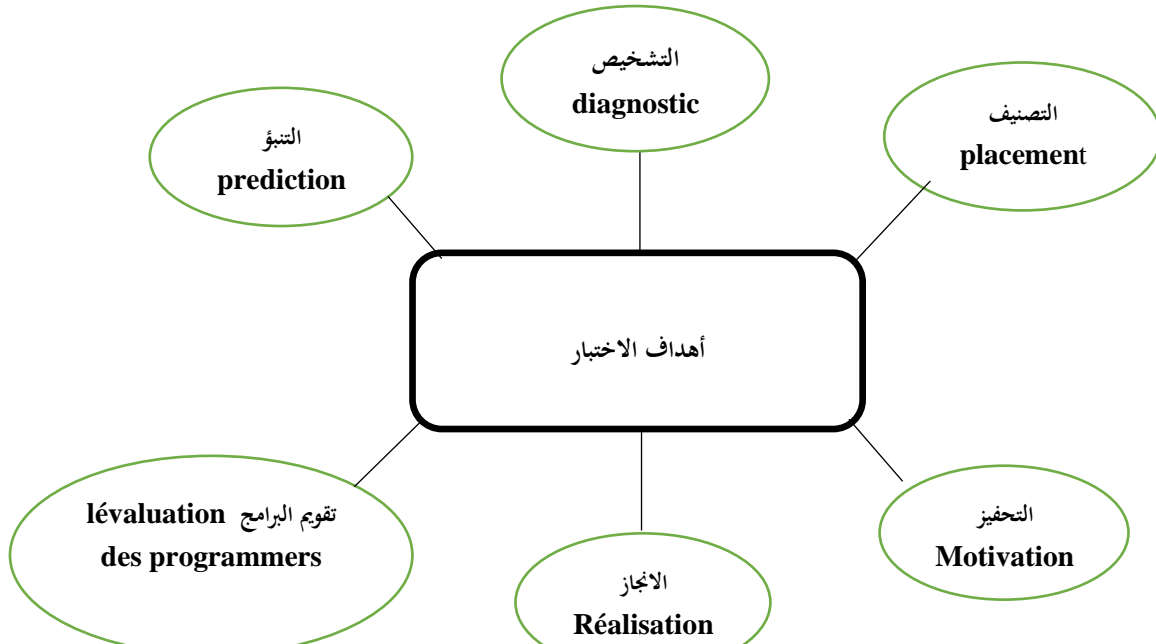 التشخيص
diagnostic
التصنيف
placement
التنبؤ
prediction
أهداف الاختبار
تقويم البرامج lévaluation
des programmers
التحفيز
Motivation
الانجاز
Réalisation